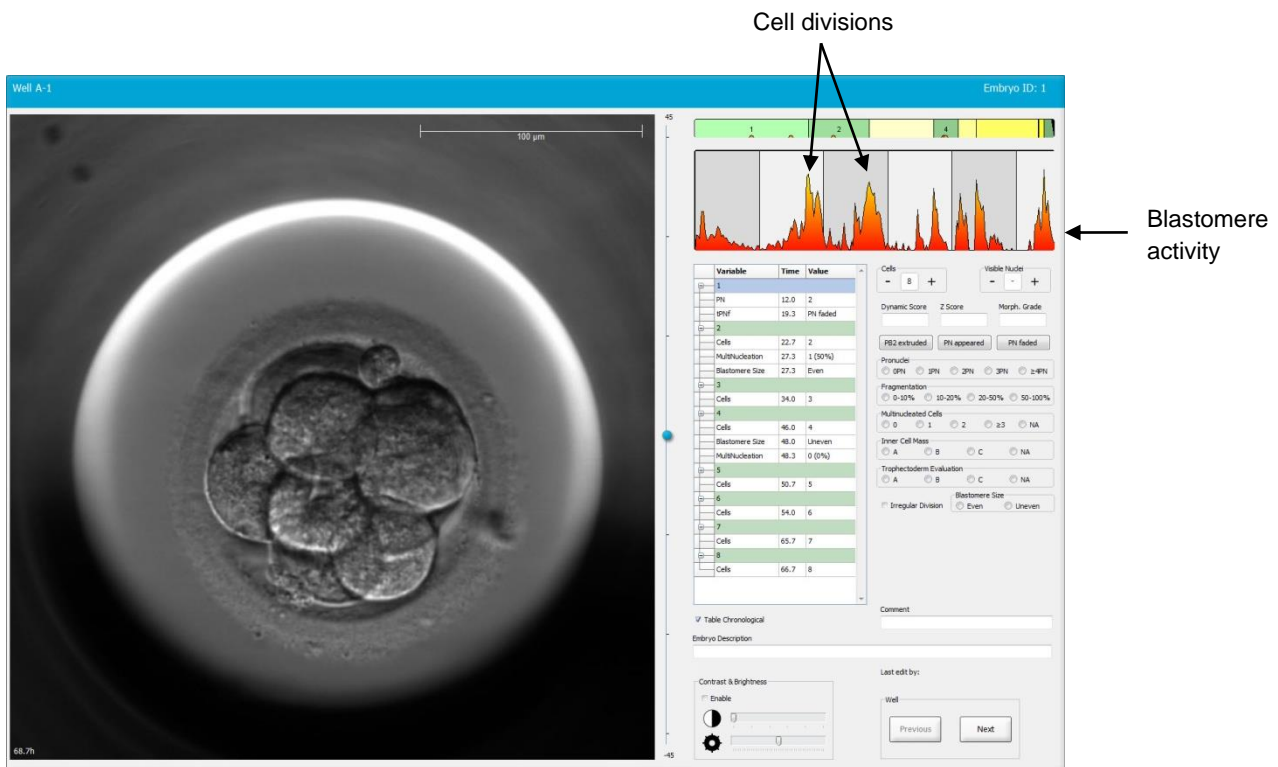 Cell divisions
Well A-1 Embryo ID: 1
100 µm
45
1 2 4
Blastomere
activity
Variable Time Value
1
PN 12.0 2
tPNf 19.3 PN faded
2
Cells 22.7 2
MultiNucleation 27.3 1 (50%)
Blastomere Size 27.3 Even
3
Cells 34.0 3
4
Cells 46.0 4
Blastomere Size 48.0 Uneven
MultiNucleation 48.3 0 (0%)
5
Cells 50.7 5
6
Cells 54.0 6
7
Cells 65.7 7
8
Cells 66.7 8
Cells Visible Nuclei
- 8 + - - +
Dynamic Score Z Score Morph. Grade
PB2 extruded PN appeared PN faded
Pronuclei
0PN 1PN 2PN 3PN ≥4PN
Fragmentation
0-10% 10-20% 20-50% 50-100%
Multinucleated Cells
0 1 2 ≥3 NA
Inner Cell Mass
A B C NA
Trophectoderm Evaluation
A B C NA
Blastomere Size
Irregular Division Even Uneven
Table Chronological
Comment
Embryo Description
Contrast & Brightness
Enable
Last edit by:
Well
Previous Next
68.7h
-45